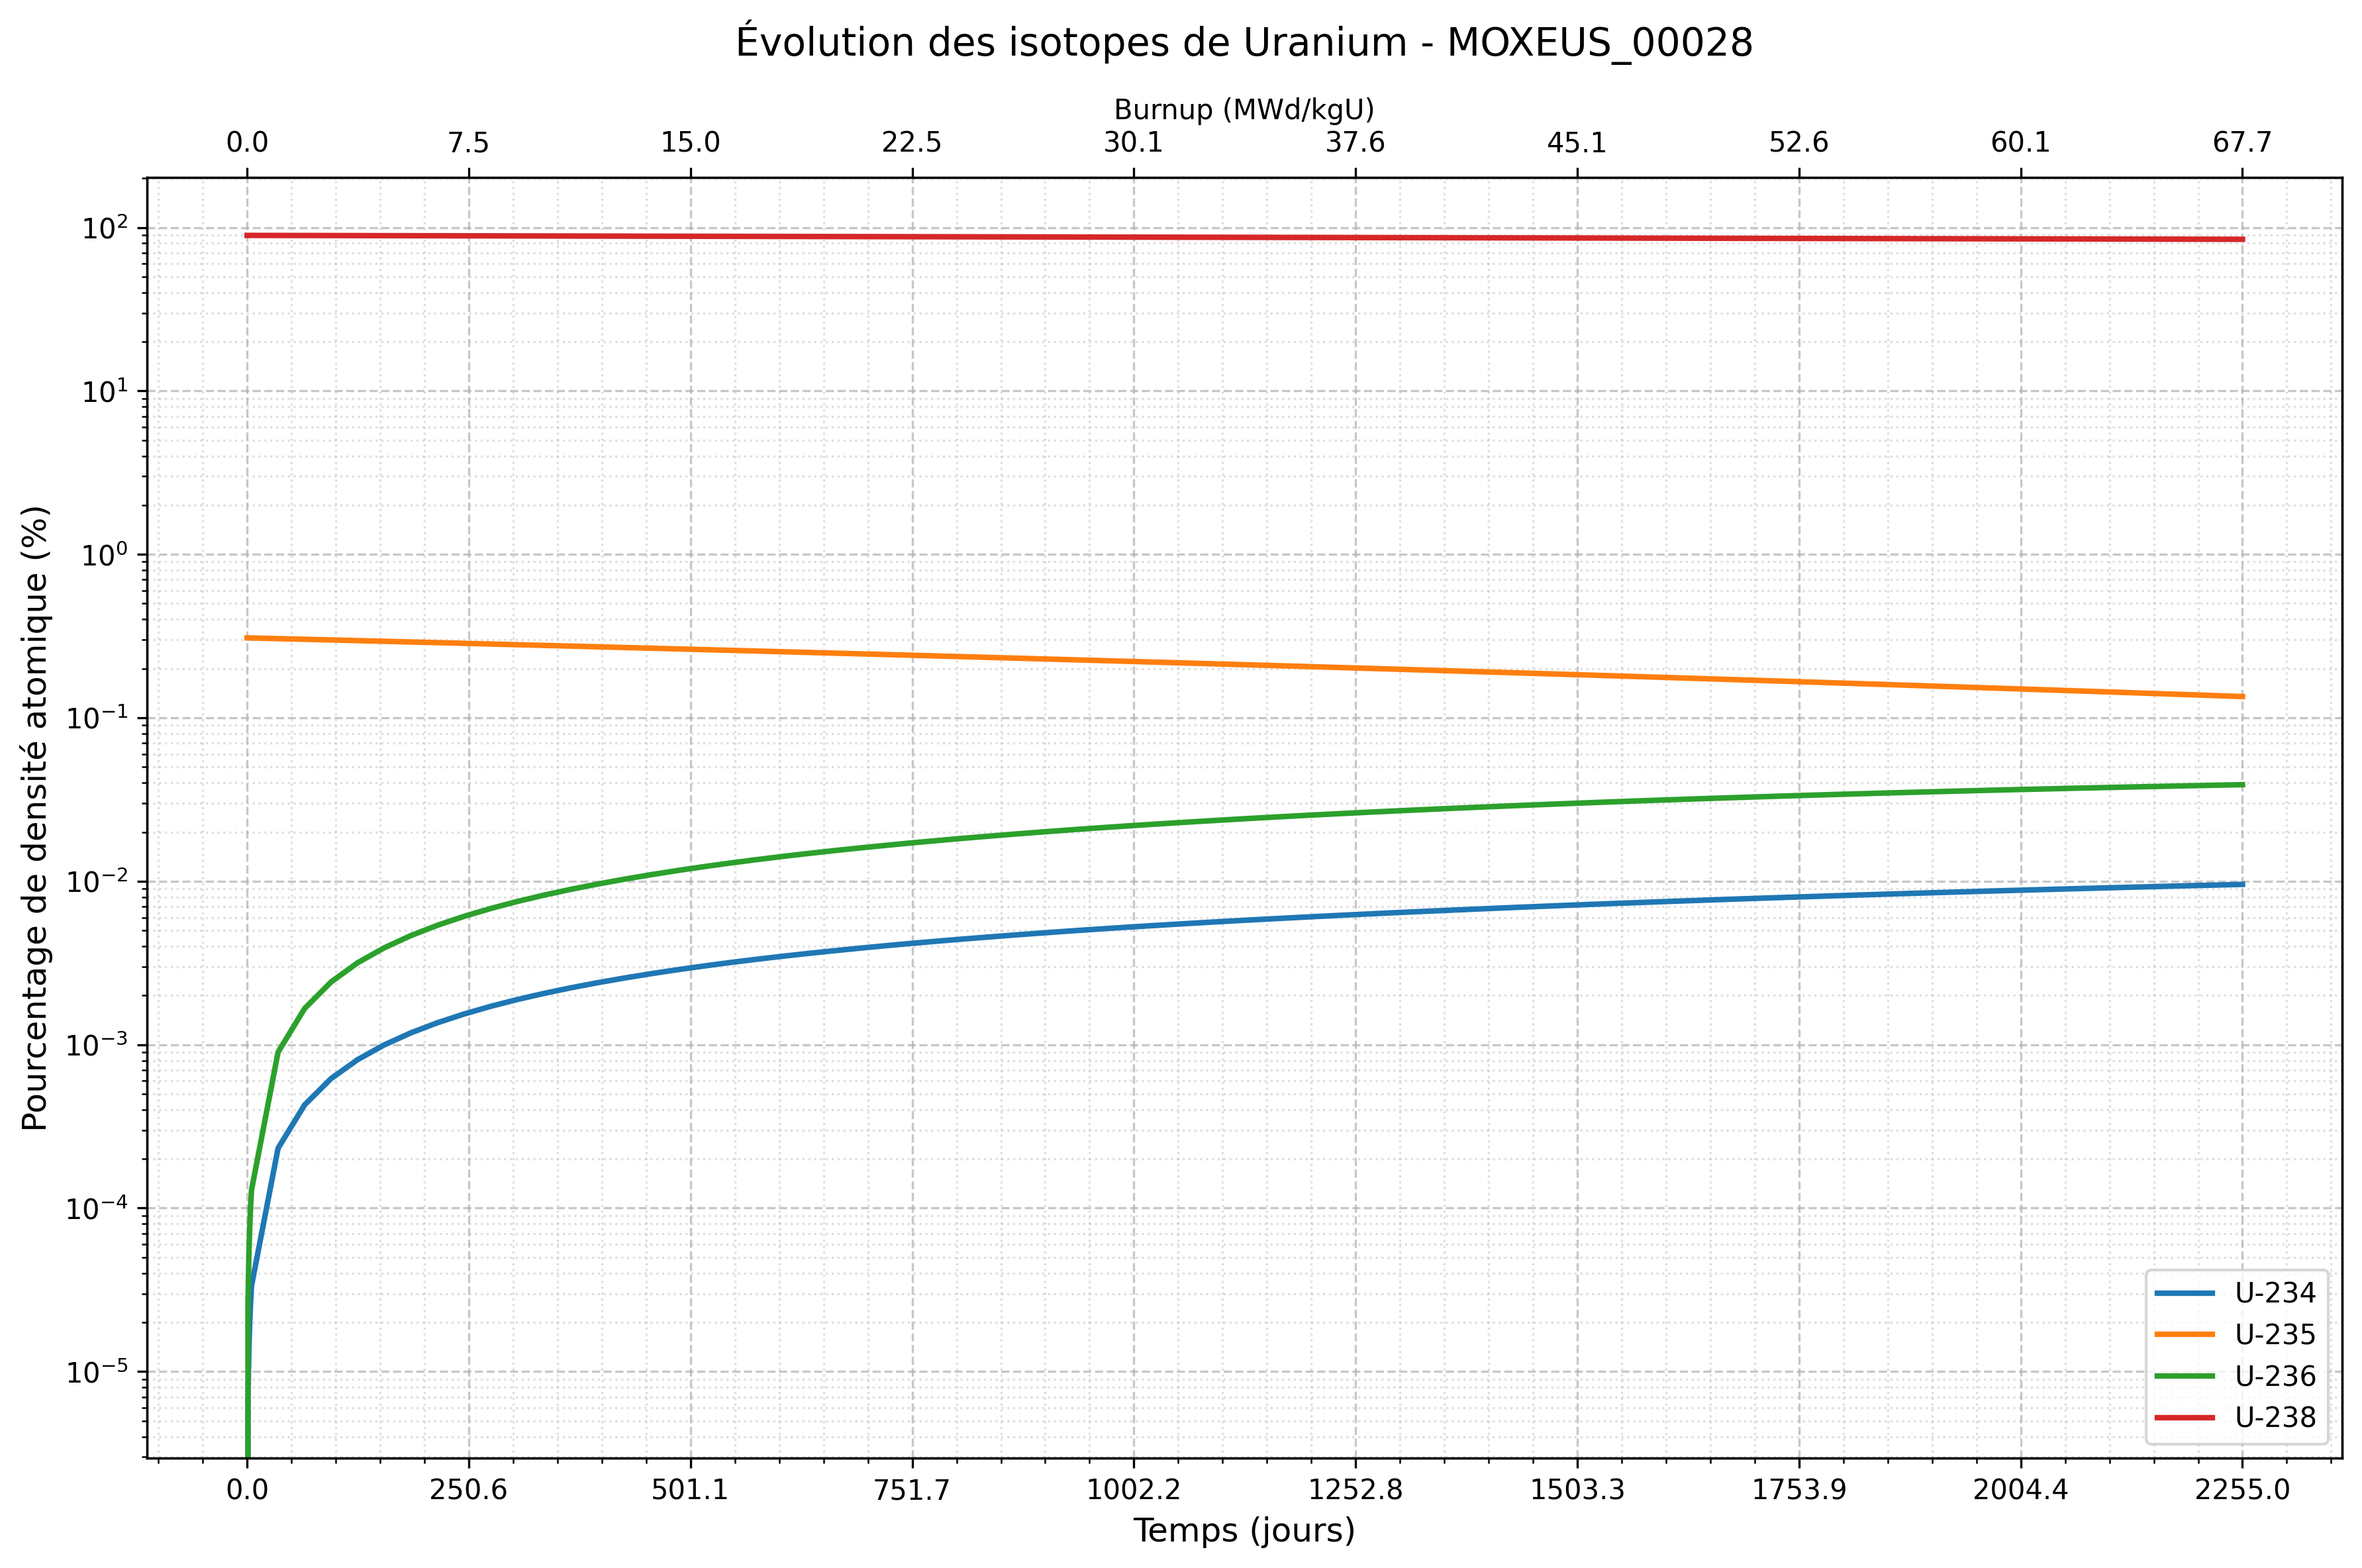 Évolution des isotopes de Uranium - MOXEUS_00028
Burnup (MWd/kgU)
0.0 7.5 15.0 22.5 30.1 37.6 45.1 52.6 60.1 67.7
Pourcentage de densité atomique (%)
10²
10¹
10⁰
10⁻¹
10⁻²
10⁻³
10⁻⁴
10⁻⁵
U-234
U-235
U-236
U-238
0.0 250.6 501.1 751.7 1002.2 1252.8 1503.3 1753.9 2004.4 2255.0
Temps (jours)